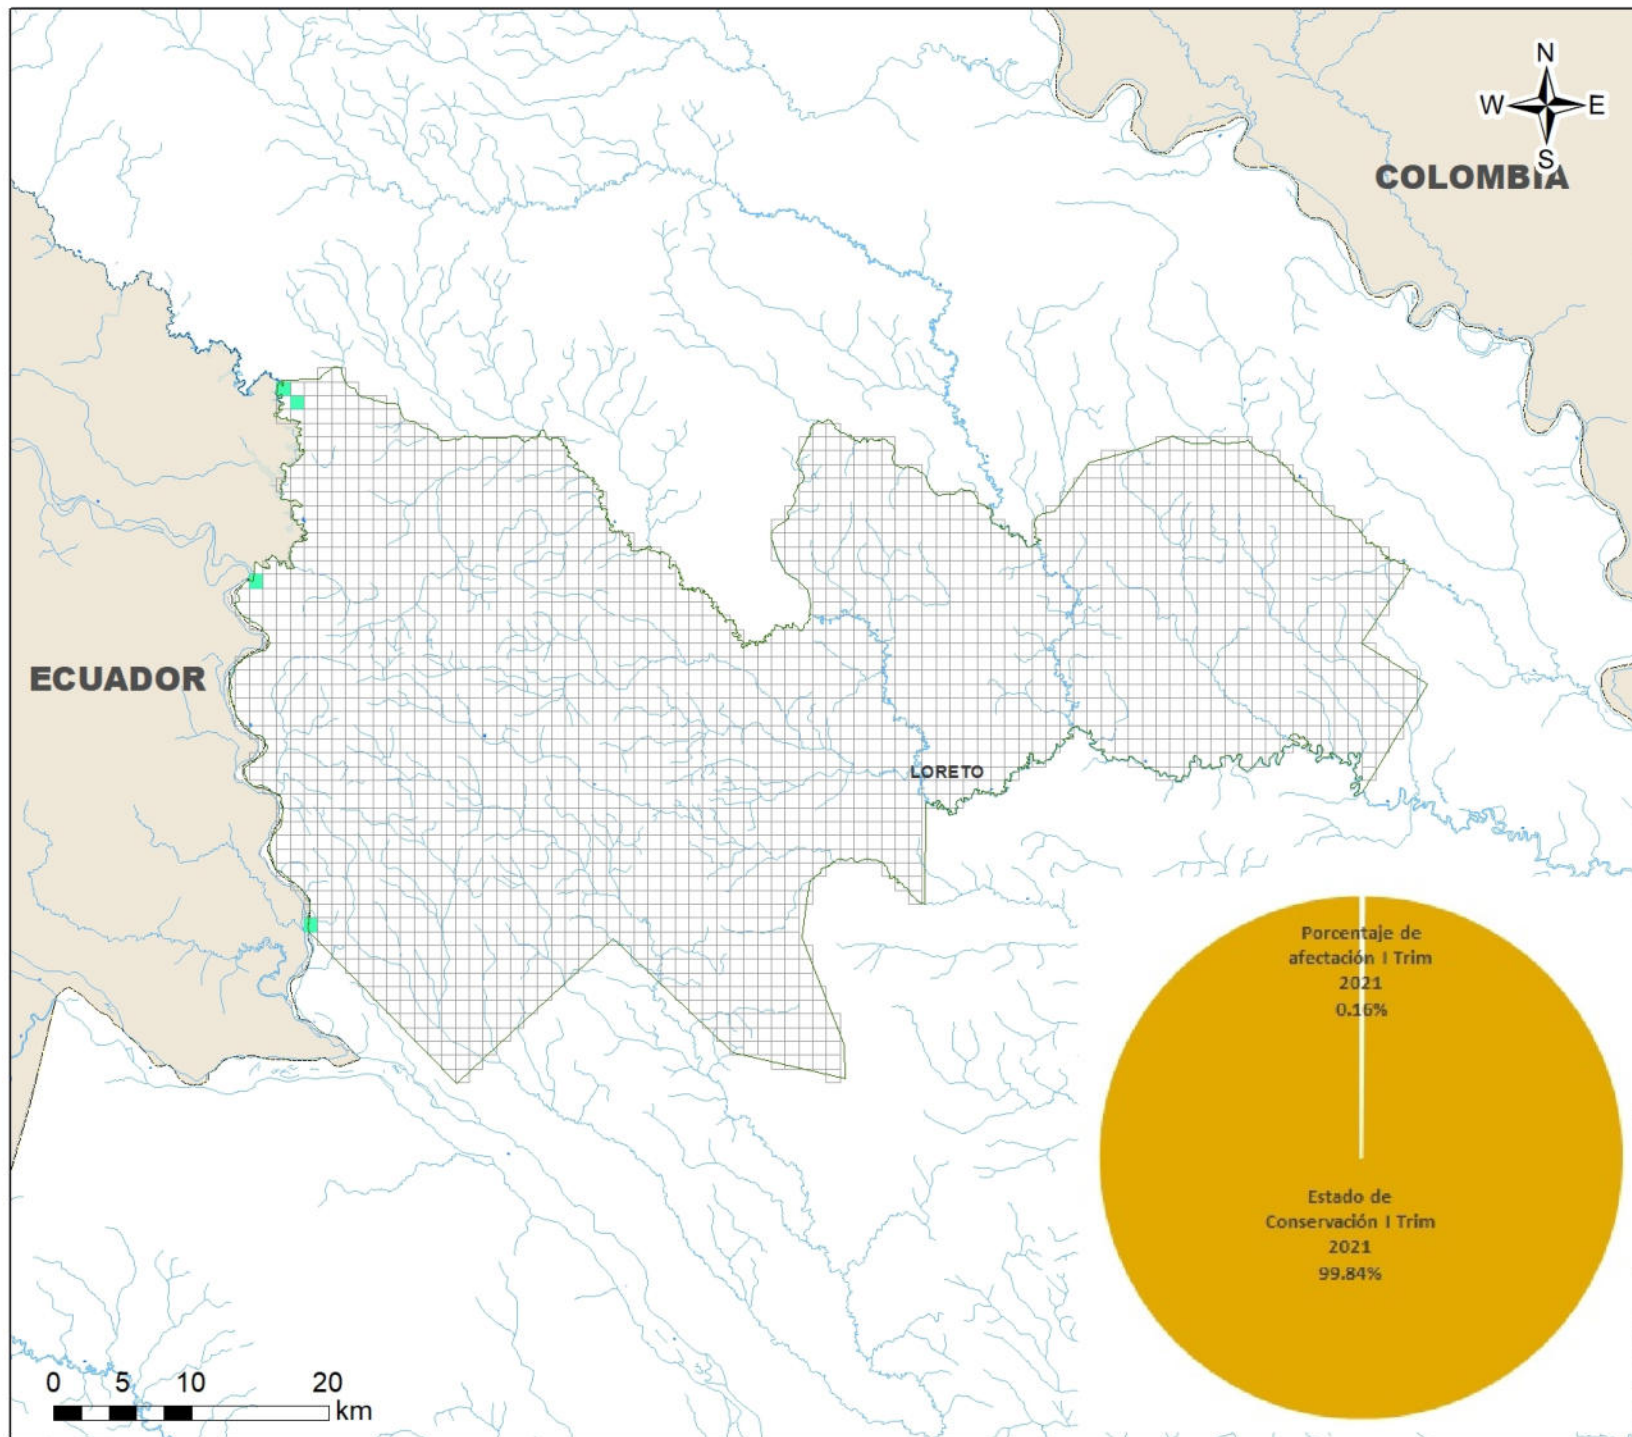 N
W E
S
COLOMBIA
ECUADOR
LORETO
Porcentaje de
afectación I Trim
2021
0.16%
Estado de
Conservación I Trim
2021
99.84%
0 5 10 20
km